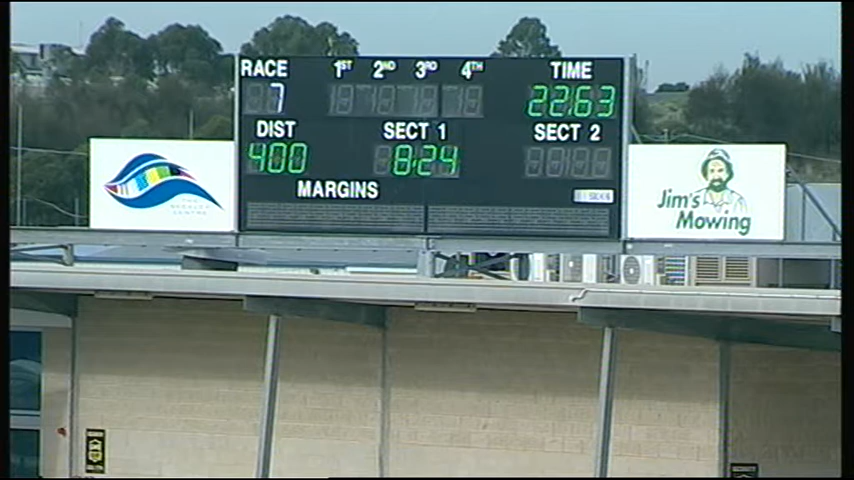 RACE 1ST 2ND 3RD 4TH TIME
7 22:63
DIST SECT 1 SECT 2
400 8:24
MARGINS
Jim's
Mowing